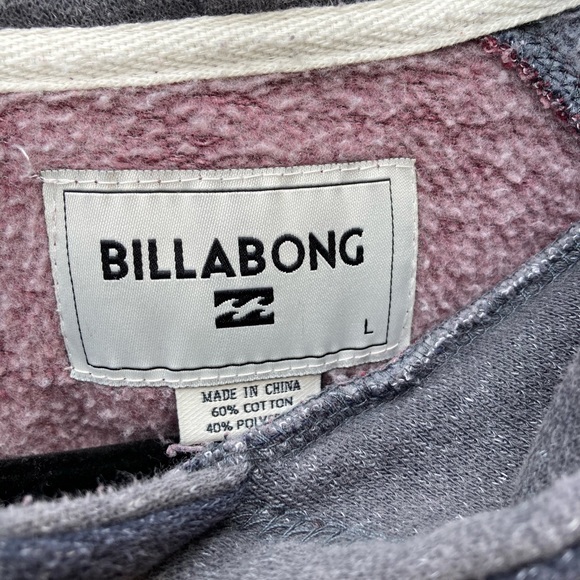 BILLABONG
L
MADE IN CHINA
60% COTTON
40%